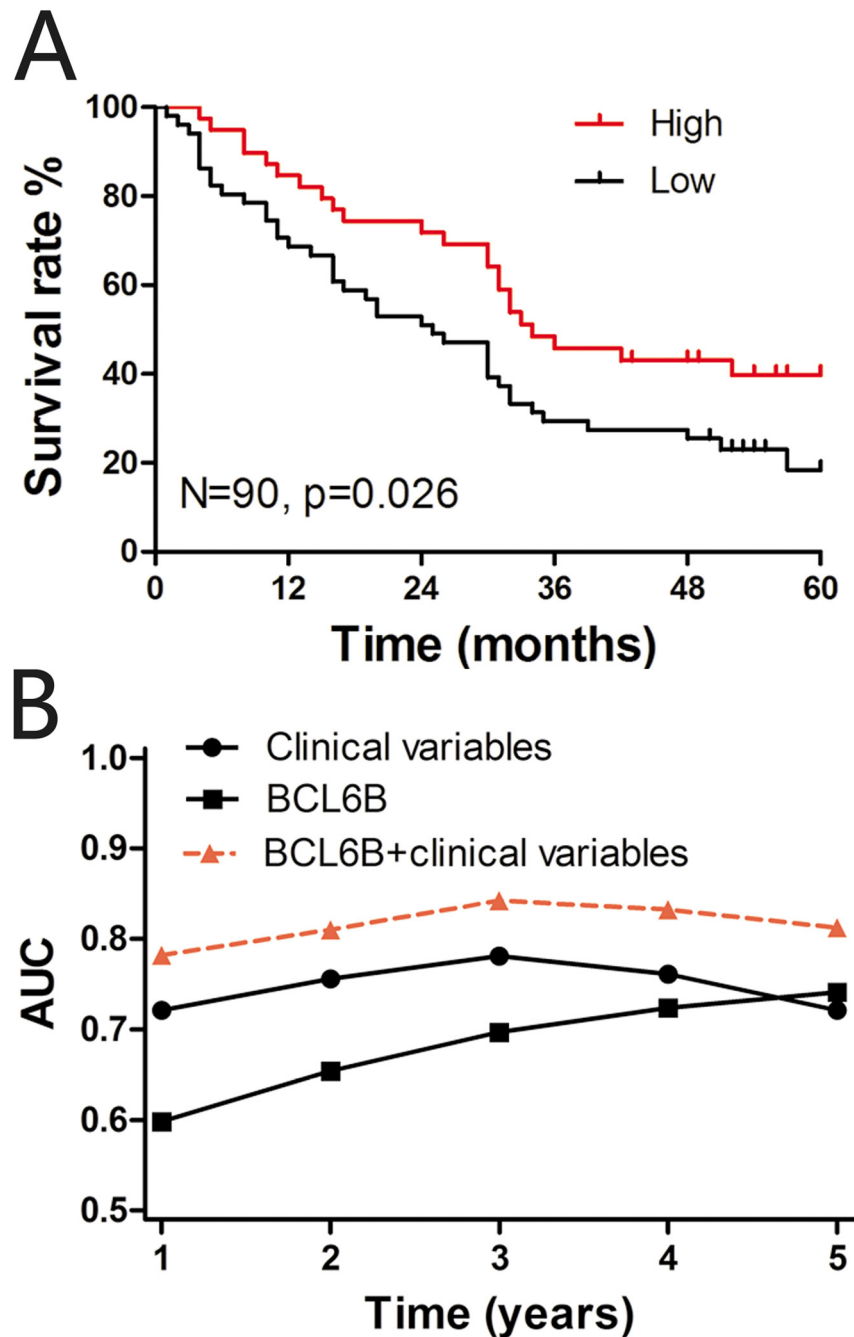 A
100
80
60
40
20
0
Survival rate %
High
Low
N=90, p=0.026
0 12 24 36 48 60
Time (months)
B
1.0
0.9
0.8
0.7
0.6
0.5
AUC
Clinical variables
BCL6B
BCL6B+clinical variables
1 2 3 4 5
Time (years)